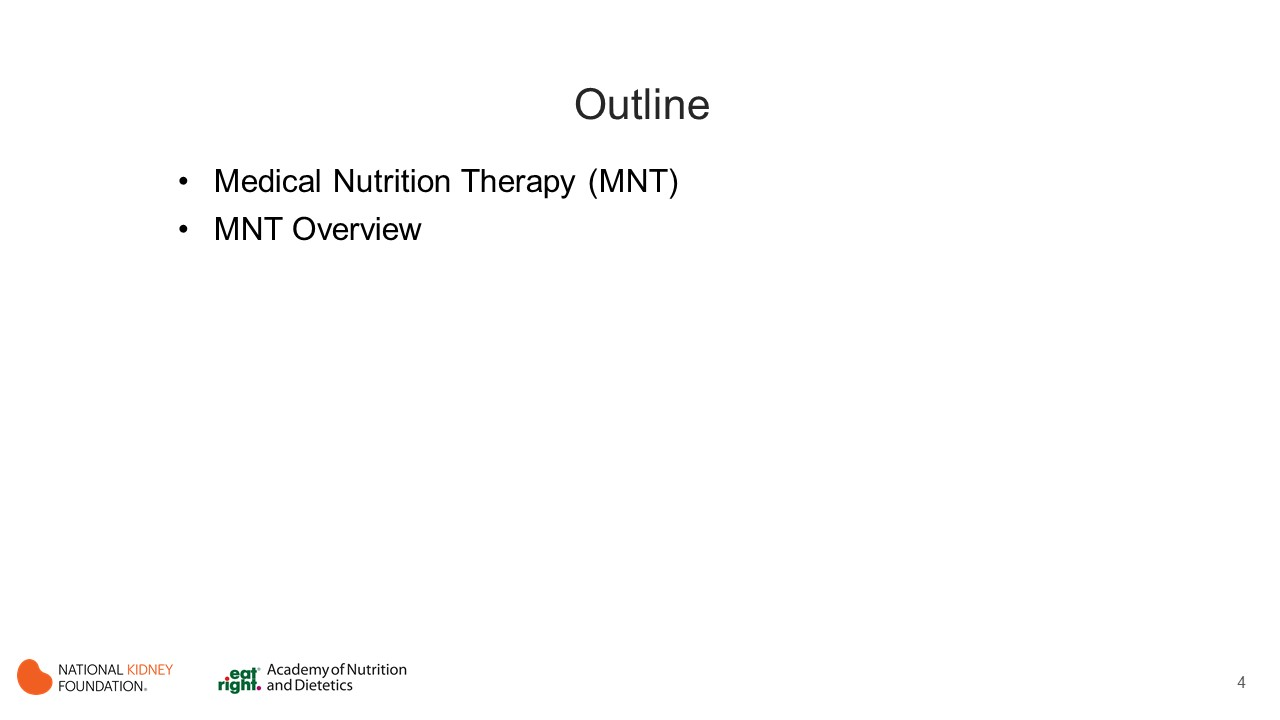 Outline
• Medical Nutrition Therapy (MNT)
• MNT Overview
NATIONAL KIDNEY
FOUNDATION®
eat
right.
Academy of Nutrition
and Dietetics
4